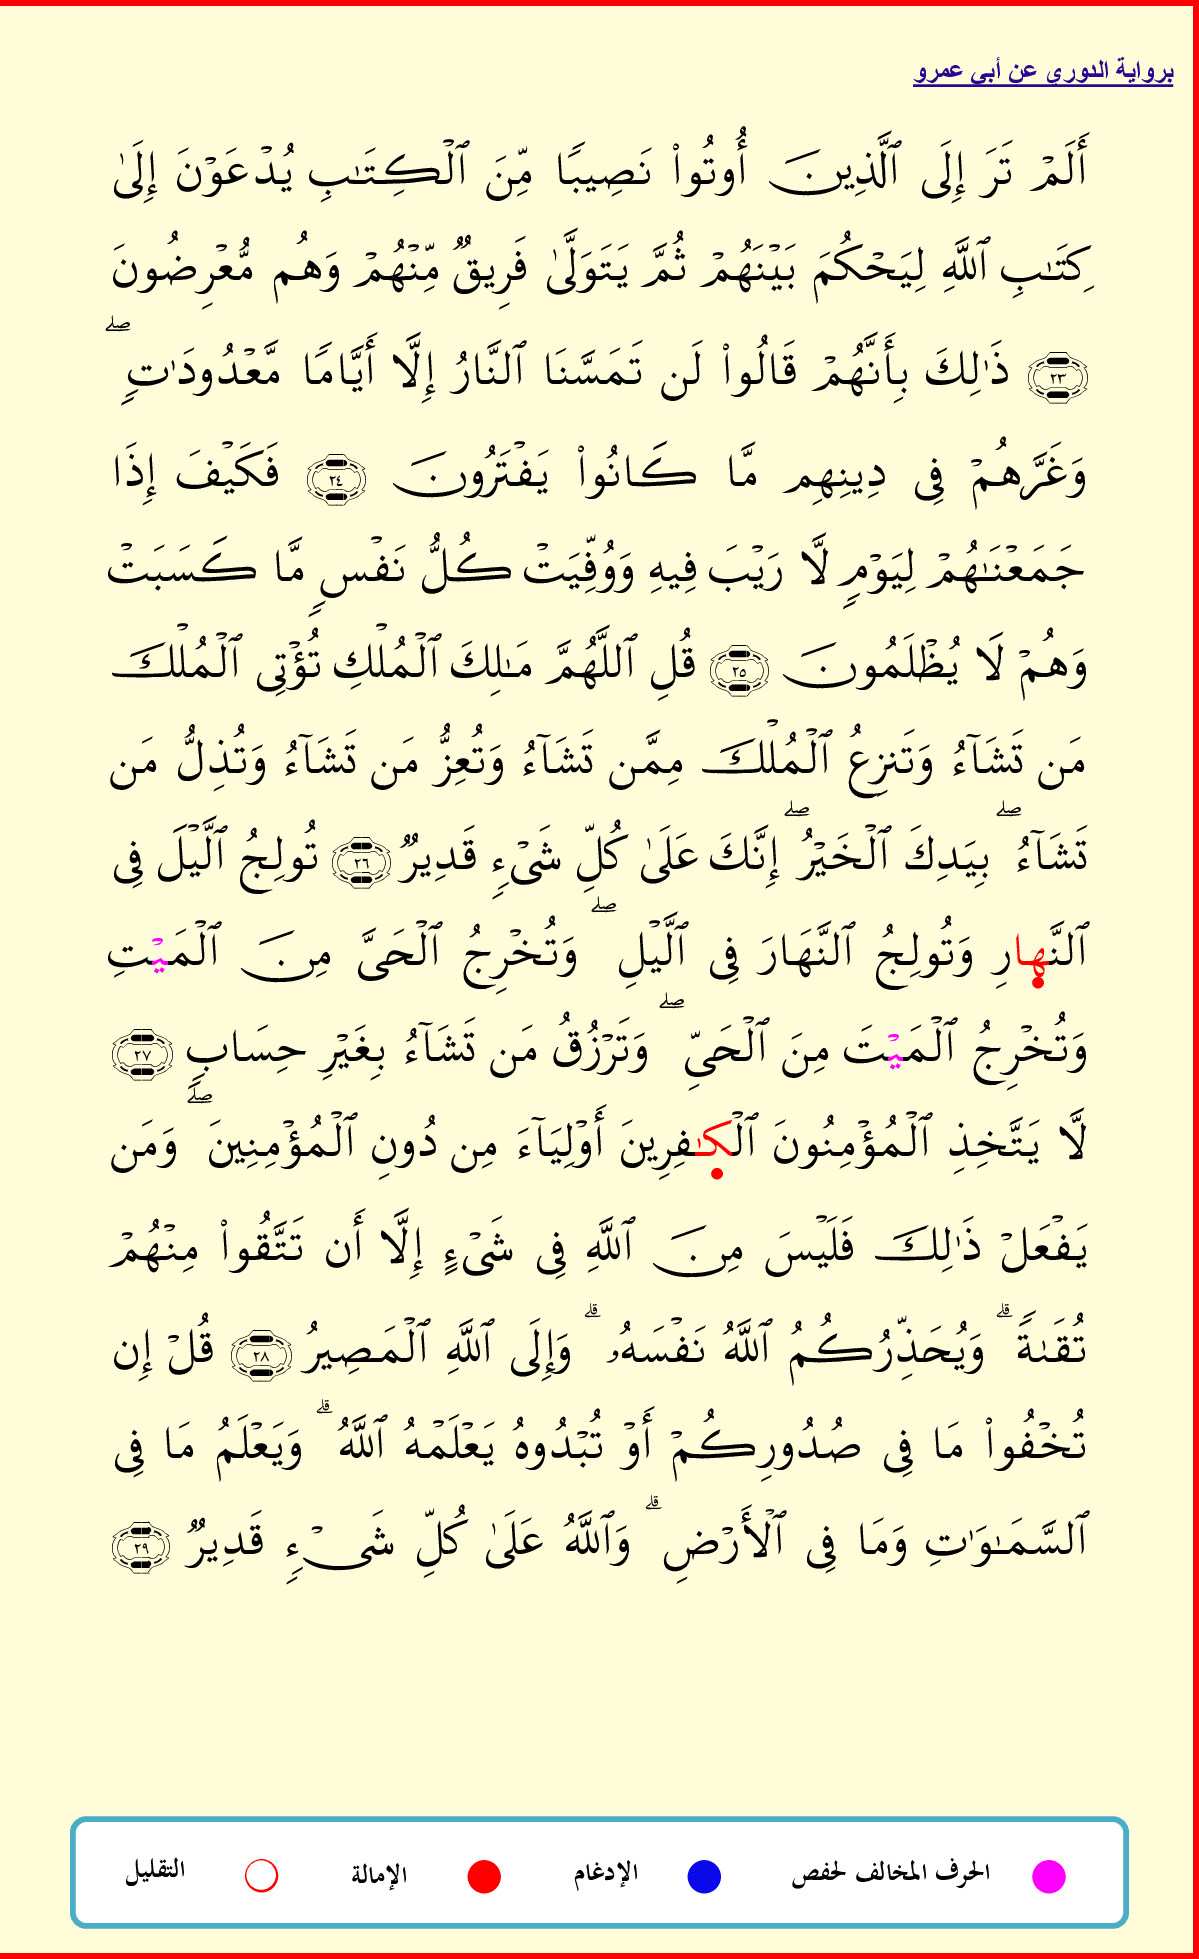 برواية الدوري عن أبي عمرو
أَلَمْ تَرَ إِلَى ٱلَّذِينَ أُوتُوا۟ نَصِيبًا مِّنَ ٱلْكِتَـٰبِ يُدْعَوْنَ إِلَىٰ
كِتَـٰبِ ٱللَّهِ لِيَحْكُمَ بَيْنَهُمْ ثُمَّ يَتَوَلَّىٰ فَرِيقٌ مِّنْهُمْ وَهُم مُّعْرِضُونَ
٢٣ ذَٰلِكَ بِأَنَّهُمْ قَالُوا۟ لَن تَمَسَّنَا ٱلنَّارُ إِلَّا أَيَّامًا مَّعْدُودَٰتٍ ۖ
وَغَرَّهُمْ فِى دِينِهِم مَّا كَانُوا۟ يَفْتَرُونَ ٢٤ فَكَيْفَ إِذَا
جَمَعْنَـٰهُمْ لِيَوْمٍ لَّا رَيْبَ فِيهِ وَوُفِّيَتْ كُلُّ نَفْسٍ مَّا كَسَبَتْ
وَهُمْ لَا يُظْلَمُونَ ٢٥ قُلِ ٱللَّهُمَّ مَـٰلِكَ ٱلْمُلْكِ تُؤْتِى ٱلْمُلْكَ
مَن تَشَآءُ وَتَنزِعُ ٱلْمُلْكَ مِمَّن تَشَآءُ وَتُعِزُّ مَن تَشَآءُ وَتُذِلُّ مَن
تَشَآءُ ۖ بِيَدِكَ ٱلْخَيْرُ ۖ إِنَّكَ عَلَىٰ كُلِّ شَىْءٍ قَدِيرٌ ٢٦ تُولِجُ ٱلَّيْلَ فِى
ٱلنَّهارِ وَتُولِجُ ٱلنَّهَارَ فِى ٱلَّيْلِ ۖ وَتُخْرِجُ ٱلْحَىَّ مِنَ ٱلْمَيْتِ
وَتُخْرِجُ ٱلْمَيْتَ مِنَ ٱلْحَىِّ ۖ وَتَرْزُقُ مَن تَشَآءُ بِغَيْرِ حِسَابٍ ٢٧
لَّا يَتَّخِذِ ٱلْمُؤْمِنُونَ ٱلْكـٰفِرِينَ أَوْلِيَآءَ مِن دُونِ ٱلْمُؤْمِنِينَ ۖ وَمَن
يَفْعَلْ ذَٰلِكَ فَلَيْسَ مِنَ ٱللَّهِ فِى شَىْءٍ إِلَّا أَن تَتَّقُوا۟ مِنْهُمْ
تُقَىٰةً ۗ وَيُحَذِّرُكُمُ ٱللَّهُ نَفْسَهُۥ ۗ وَإِلَى ٱللَّهِ ٱلْمَصِيرُ ٢٨ قُلْ إِن
تُخْفُوا۟ مَا فِى صُدُورِكُمْ أَوْ تُبْدُوهُ يَعْلَمْهُ ٱللَّهُ ۗ وَيَعْلَمُ مَا فِى
ٱلسَّمَـٰوَٰتِ وَمَا فِى ٱلْأَرْضِ ۗ وَٱللَّهُ عَلَىٰ كُلِّ شَىْءٍ قَدِيرٌ ٢٩
الحرف المخالف لحفص الإدغام الإمالة التقليل